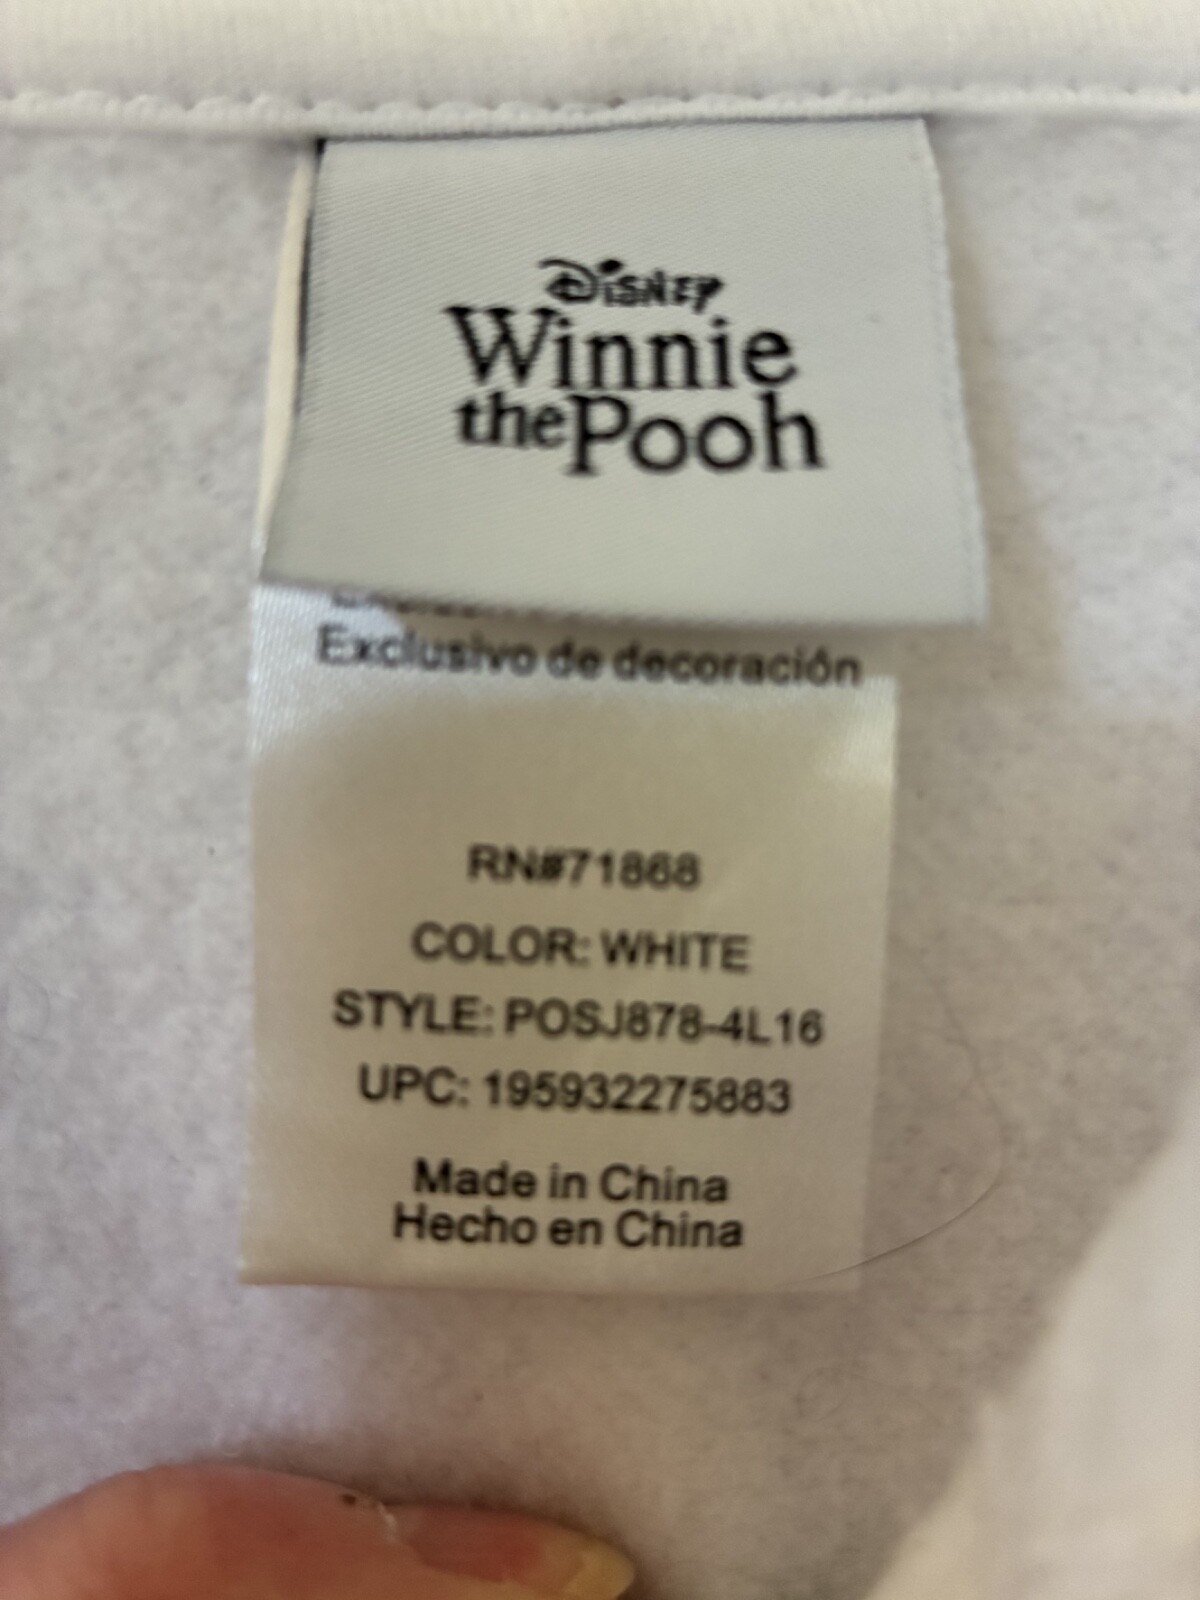 Disney
Winnie
the Pooh
Exclusivo de decoración
RN#71868
COLOR: WHITE
STYLE: POSJ878-4L16
UPC: 195932275883
Made in China
Hecho en China